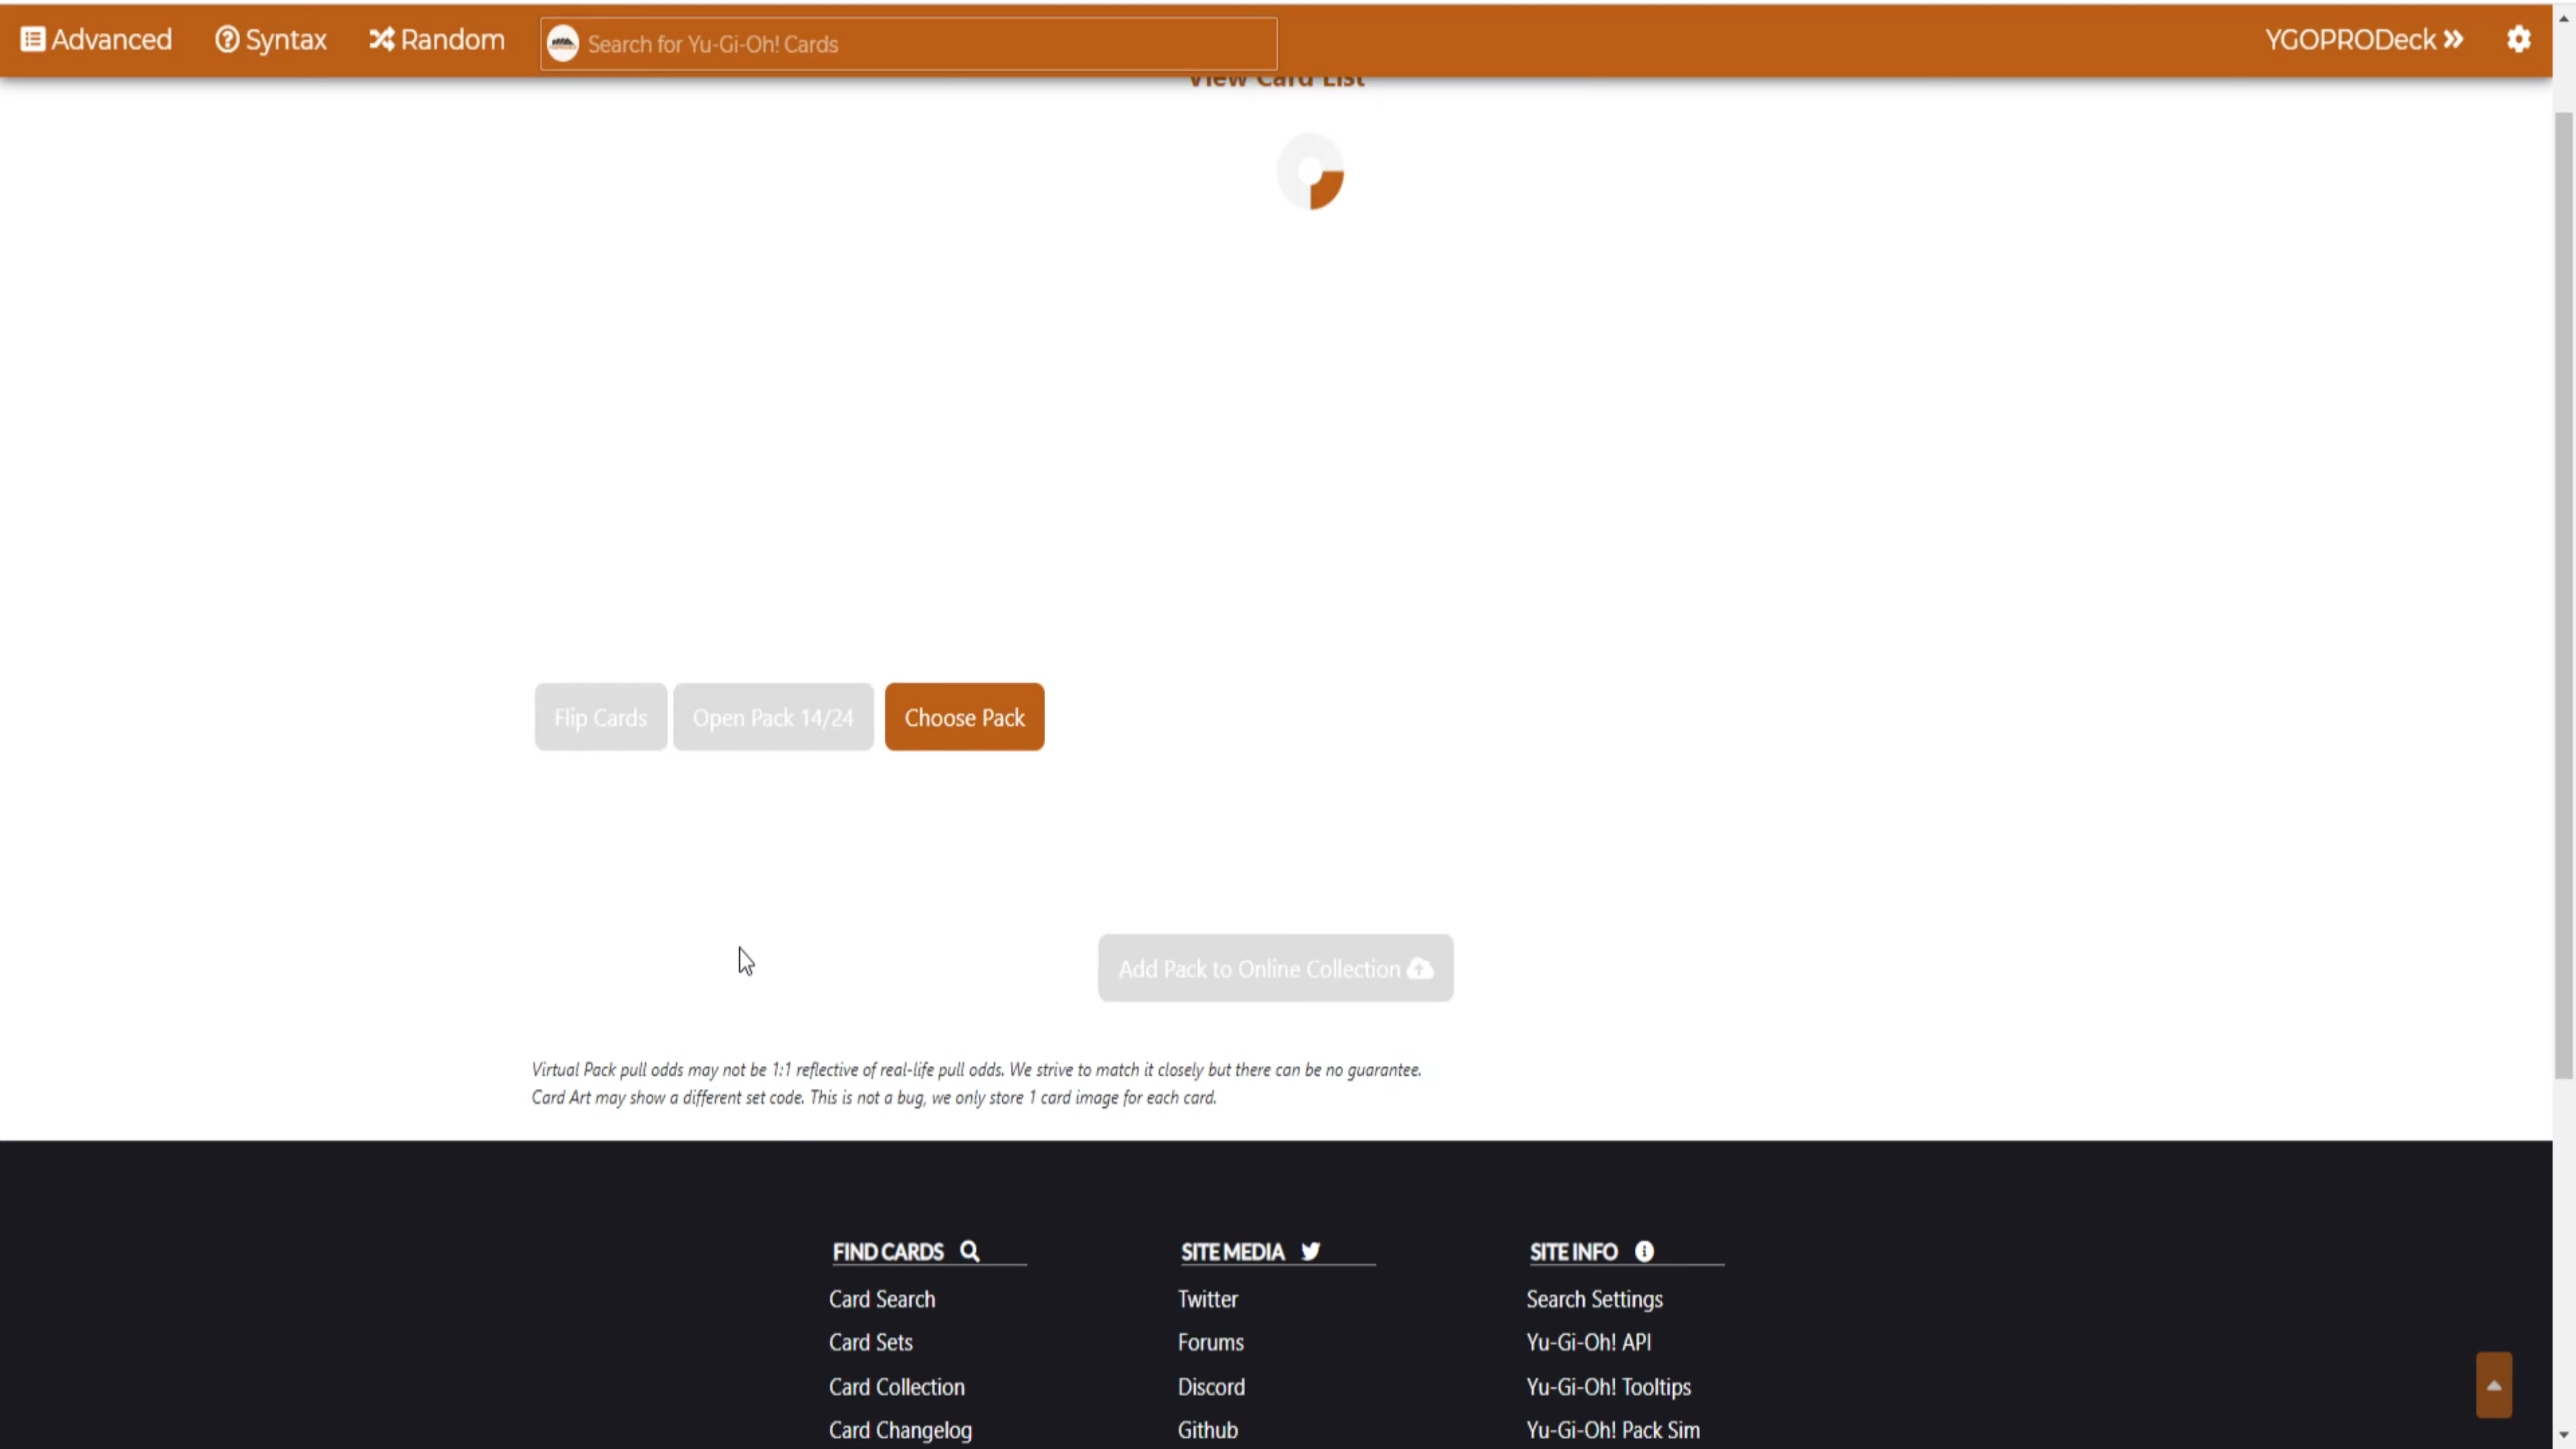 Advanced
Syntax
Random
Search for Yu-Gi-Oh! Cards
YGOPRODeck
View Card List
Flip Cards
Open Pack 14/24
Choose Pack
Add Pack to Online Collection
Virtual Pack pull odds may not be 1:1 reflective of real-life pull odds. We strive to match it closely but there can be no guarantee.
Card Art may show a different set code. This is not a bug, we only store 1 card image for each card.
FIND CARDS
Card Search
Card Sets
Card Collection
Card Changelog
SITE MEDIA
Twitter
Forums
Discord
Github
SITE INFO
Search Settings
Yu-Gi-Oh! API
Yu-Gi-Oh! Tooltips
Yu-Gi-Oh! Pack Sim